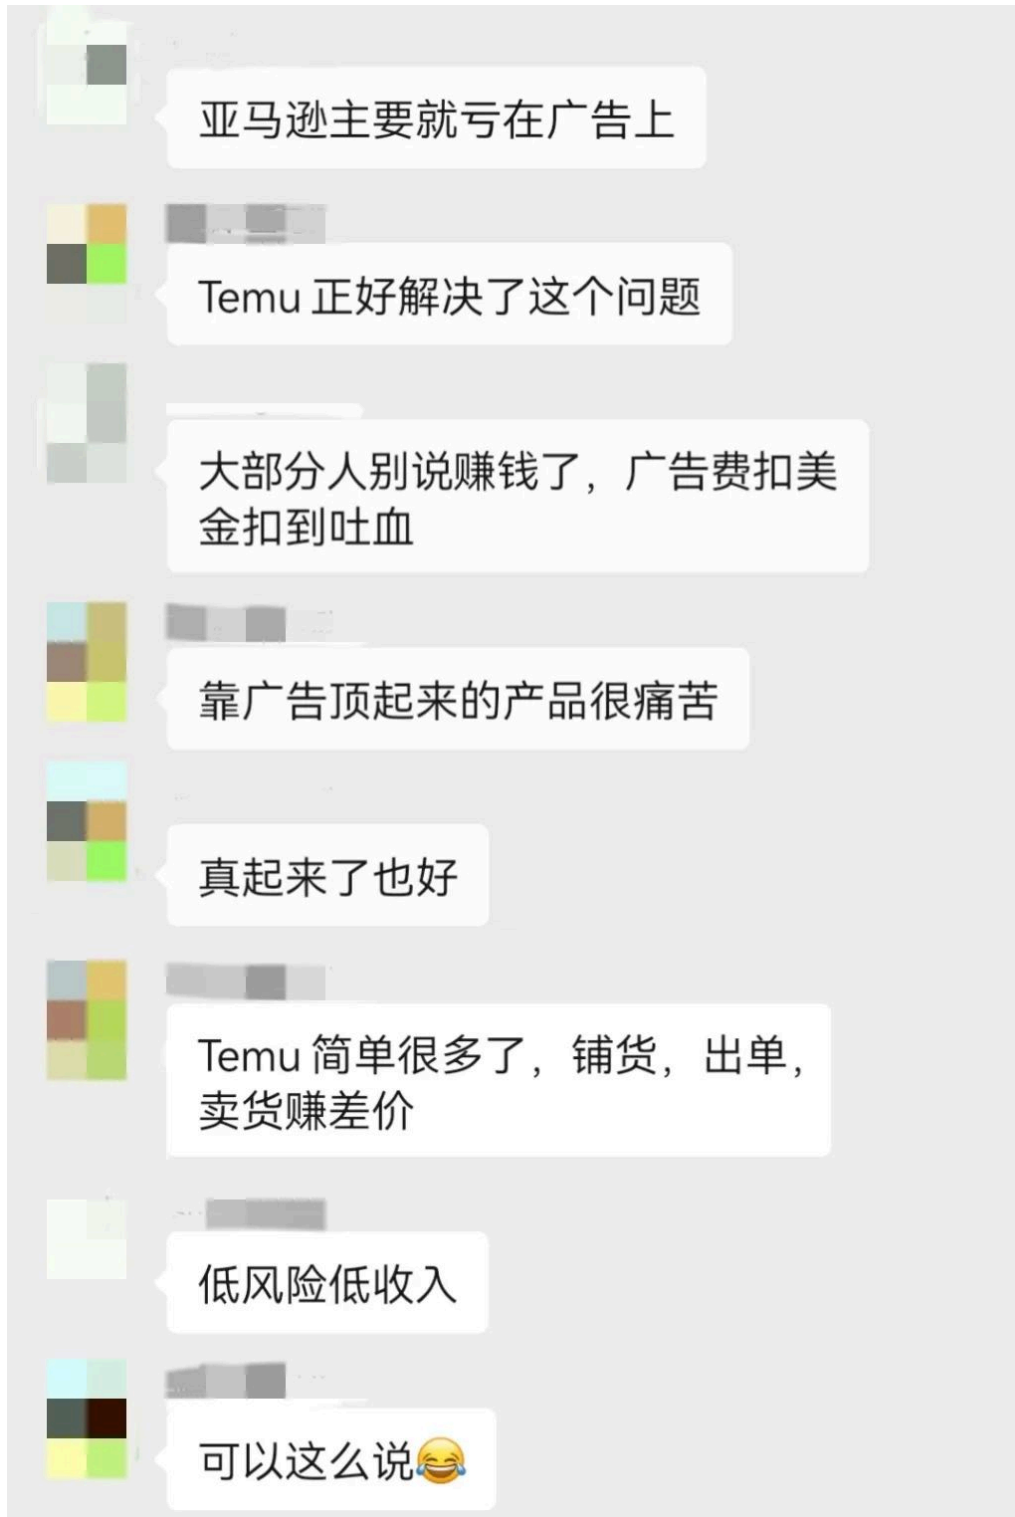 亚马逊主要就亏在广告上
Temu 正好解决了这个问题
大部分人别说赚钱了，广告费扣美
金扣到吐血
靠广告顶起来的产品很痛苦
真起来了也好
Temu 简单很多了，铺货，出单，
卖货赚差价
低风险低收入
可以这么说😂